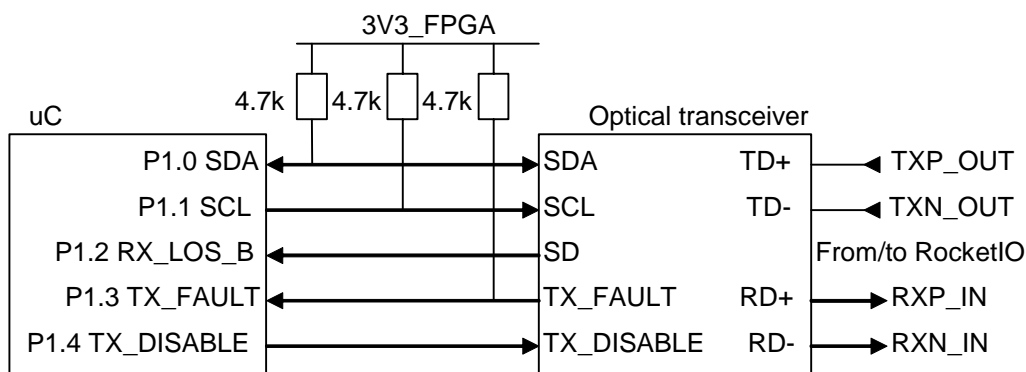 3V3_FPGA
4.7k 4.7k 4.7k
uC Optical transceiver
P1.0 SDA SDA TD+ TXP_OUT
P1.1 SCL SCL TD- TXN_OUT
P1.2 RX_LOS_B SD From/to RocketIO
P1.3 TX_FAULT TX_FAULT RD+ RXP_IN
P1.4 TX_DISABLE TX_DISABLE RD- RXN_IN